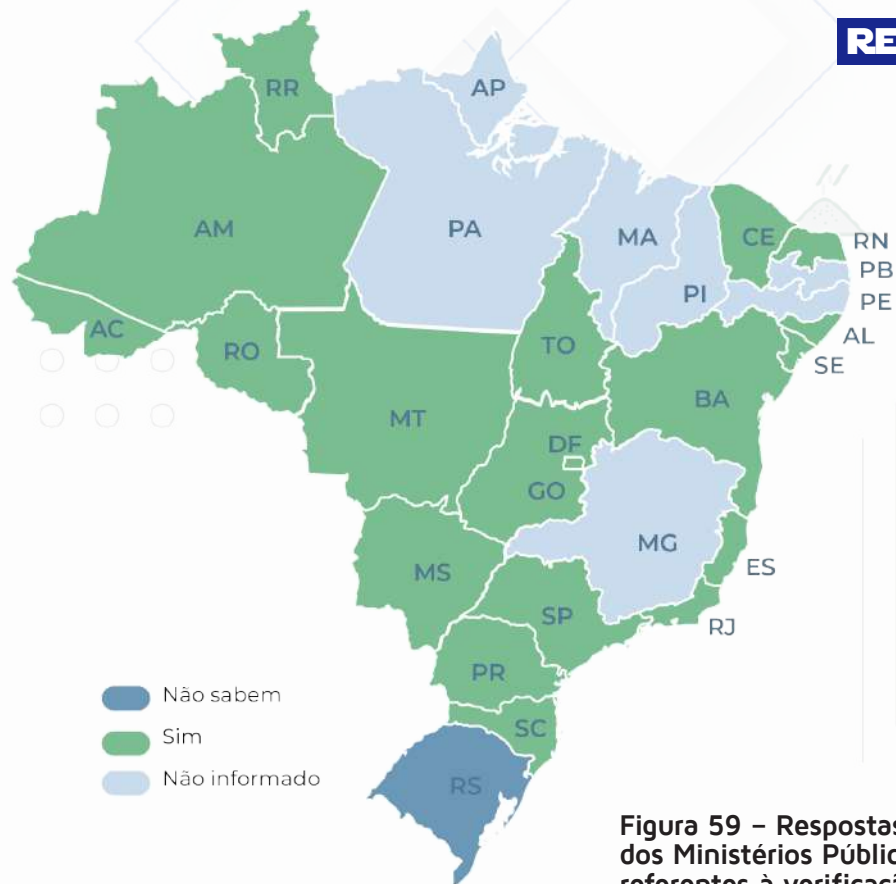 RE
RR
AP
AM
PA
MA
CE
RN
PB
PI
PE
AC
AL
RO
TO
SE
BA
MT
DF
GO
MG
MS
ES
SP
RJ
PR
Não sabem
Sim
SC
Não informado
RS
Figura 59 – Respostas
dos Ministérios Públic
referentes à verificaçã